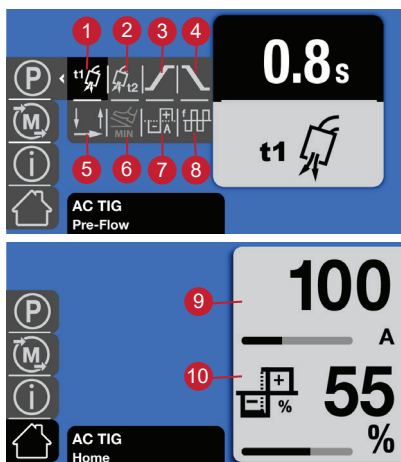 1 2 3 4
P t1 t2 0.8 s
M MIN + - A f
5 6 7 8
i t1
AC TIG
Pre-Flow
P 9 100
A
M 10 + - % 55
i %
AC TIG
Home